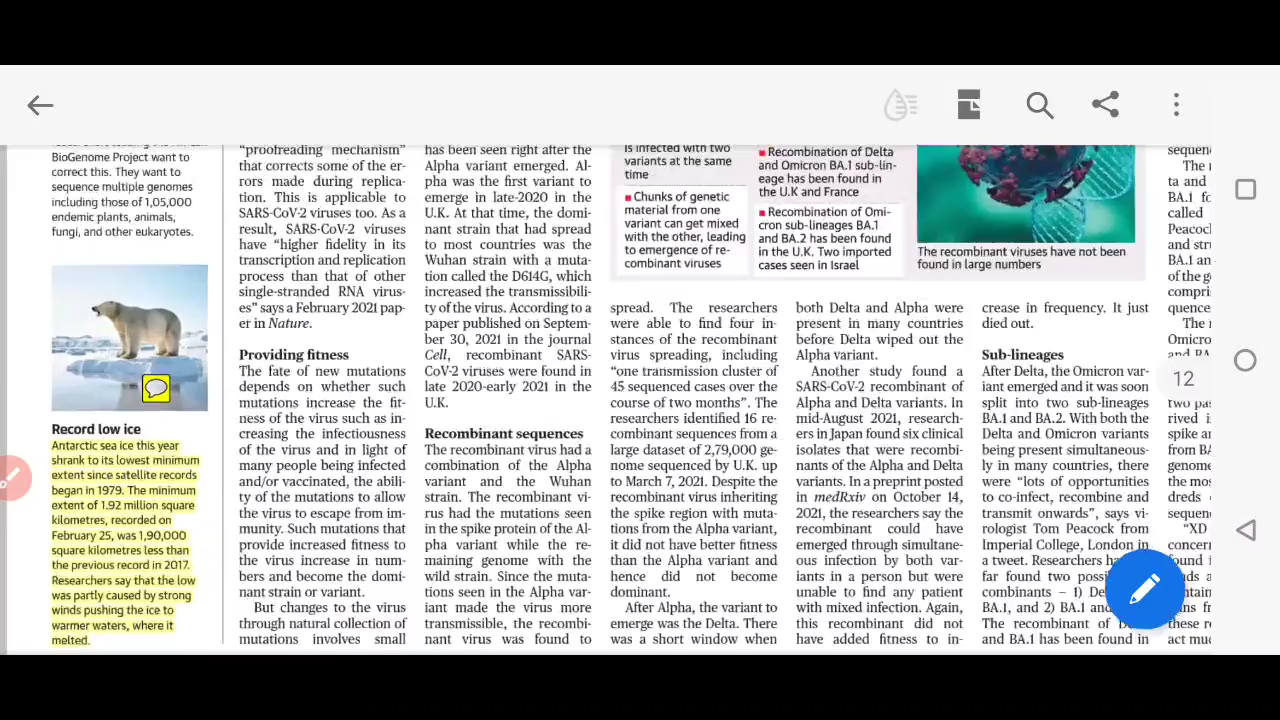 BioGenome Project want to
correct this. They want to
sequence multiple genomes
including those of 1,05,000
endemic plants, animals,
fungi, and other eukaryotes.
Record low ice
Antarctic sea ice this year
shrank to its lowest minimum
extent since satellite records
began in 1979. The minimum
extent of 1.92 million square
kilometres, recorded on
February 25, was 1,90,000
square kilometres less than
the previous record in 2017.
Researchers say that the low
was partly caused by strong
winds pushing the ice to
warmer waters, where it
melted.
"proofreading mechanism"
that corrects some of the er-
rors made during replica-
tion. This is applicable to
SARS-CoV-2 viruses too. As a
result, SARS-CoV-2 viruses
have "higher fidelity in its
transcription and replication
process than that of other
single-stranded RNA virus-
es" says a February 2021 pap-
er in Nature.
Providing fitness
The fate of new mutations
depends on whether such
mutations increase the fit-
ness of the virus such as in-
creasing the infectiousness
of the virus and in light of
many people being infected
and/or vaccinated, the abili-
ty of the mutations to allow
the virus to escape from im-
munity. Such mutations that
provide increased fitness to
the virus increase in num-
bers and become the domi-
nant strain or variant.
But changes to the virus
through natural collection of
mutations involves small
has been seen right after the
Alpha variant emerged. Al-
pha was the first variant to
emerge in late-2020 in the
U.K. At that time, the domi-
nant strain that had spread
to most countries was the
Wuhan strain with a muta-
tion called the D614G, which
increased the transmissibili-
ty of the virus. According to a
paper published on Septem-
ber 30, 2021 in the journal
Cell, recombinant SARS-
CoV-2 viruses were found in
late 2020-early 2021 in the
U.K.
Recombinant sequences
The recombinant virus had a
combination of the Alpha
variant and the Wuhan
strain. The recombinant vi-
rus had the mutations seen
in the spike protein of the Al-
pha variant while the re-
maining genome with the
wild strain. Since the muta-
tions seen in the Alpha var-
iant made the virus more
transmissible, the recombi-
nant virus was found to
is infected with two
variants at the same
time
Chunks of genetic
material from one
variant can get mixed
with the other, leading
to emergence of re-
combinant viruses
Recombination of Delta
and Omicron BA.1 sub-lin-
eage has been found in
the U.K and France
Recombination of Omi-
cron sub-lineages BA.1
and BA.2 has been found
in the U.K. Two imported
cases seen in Israel
The recombinant viruses have not been
found in large numbers
spread. The researchers
were able to find four in-
stances of the recombinant
virus spreading, including
"one transmission cluster of
45 sequenced cases over the
course of two months". The
researchers identified 16 re-
combinant sequences from a
large dataset of 2,79,000 ge-
nome sequenced by U.K. up
to March 7, 2021. Despite the
recombinant virus inheriting
the spike region with muta-
tions from the Alpha variant,
it did not have better fitness
than the Alpha variant and
hence did not become
dominant.
After Alpha, the variant to
emerge was the Delta. There
was a short window when
both Delta and Alpha were
present in many countries
before Delta wiped out the
Alpha variant.
Another study found a
SARS-CoV-2 recombinant of
Alpha and Delta variants. In
mid-August 2021, research-
ers in Japan found six clinical
isolates that were recombi-
nants of the Alpha and Delta
variants. In a preprint posted
in medRxiv on October 14,
2021, the researchers say the
recombinant could have
emerged through simultane-
ous infection by both var-
iants in a person but were
unable to find any patient
with mixed infection. Again,
this recombinant did not
have added fitness to in-
crease in frequency. It just
died out.
Sub-lineages
After Delta, the Omicron var-
iant emerged and it was soon
split into two sub-lineages
BA.1 and BA.2. With both the
Delta and Omicron variants
being present simultaneous-
ly in many countries, there
were "lots of opportunities
to co-infect, recombine and
transmit onwards", says vi-
rologist Tom Peacock from
Imperial College, London in
a tweet. Researchers
far found two
combinants – 1)
BA.1, and 2) BA.1 and
The recombinant of
and BA.1 has been found in
The
ta and
BA.1
called
Peacoc
and
BA.1 an
of the
compri
quence
The
Omicro
and BA
12
two
rived
spike
from BA
genome
the mos
dreds
sequen
"XD
concer